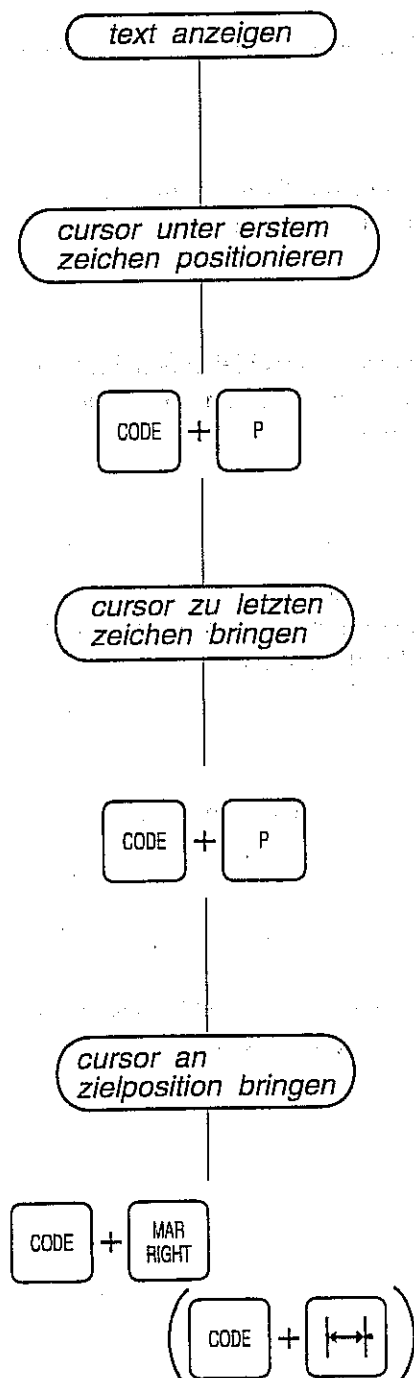 text anzeigen
cursor unter erstem
zeichen positionieren
CODE + P
cursor zu letzten
zeichen bringen
CODE + P
cursor an
zielposition bringen
CODE + MAR
RIGHT
(CODE + |↔|)